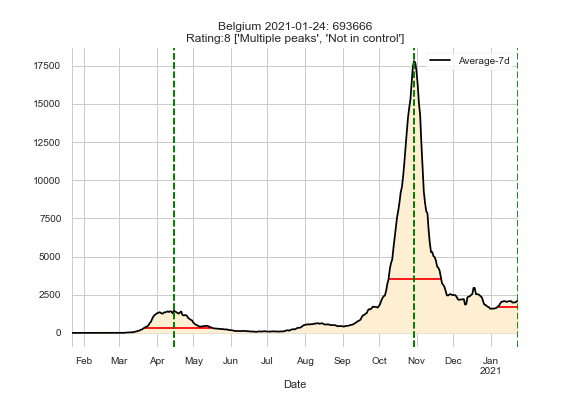 Belgium 2021-01-24: 693666
Rating:8 ['Multiple peaks', 'Not in control']
Average-7d
17500
15000
12500
10000
7500
5000
2500
0
Feb Mar Apr May Jun Jul Aug Sep Oct Nov Dec Jan
2021
Date